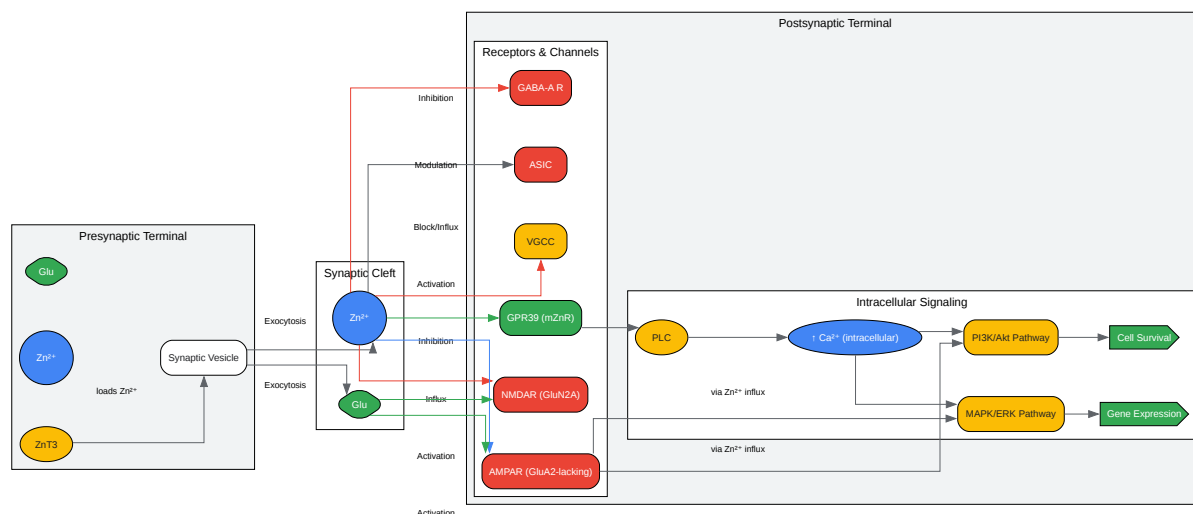 Postsynaptic Terminal
Receptors & Channels
GABA-A R
Inhibition
ASIC
Modulation
Presynaptic Terminal
Block/Influx
VGCC
Glu
Synaptic Cleft
Activation
Intracellular Signaling
Zn²⁺
GPR39 (mZnR)
Exocytosis
PLC
↑ Ca²⁺ (intracellular)
PI3K/Akt Pathway
Cell Survival
Inhibition
Zn²⁺
Synaptic Vesicle
Exocytosis
loads Zn²⁺
NMDAR (GluN2A)
via Zn²⁺ influx
Influx
Glu
MAPK/ERK Pathway
Gene Expression
ZnT3
via Zn²⁺ influx
Activation
AMPAR (GluA2-lacking)
Activation